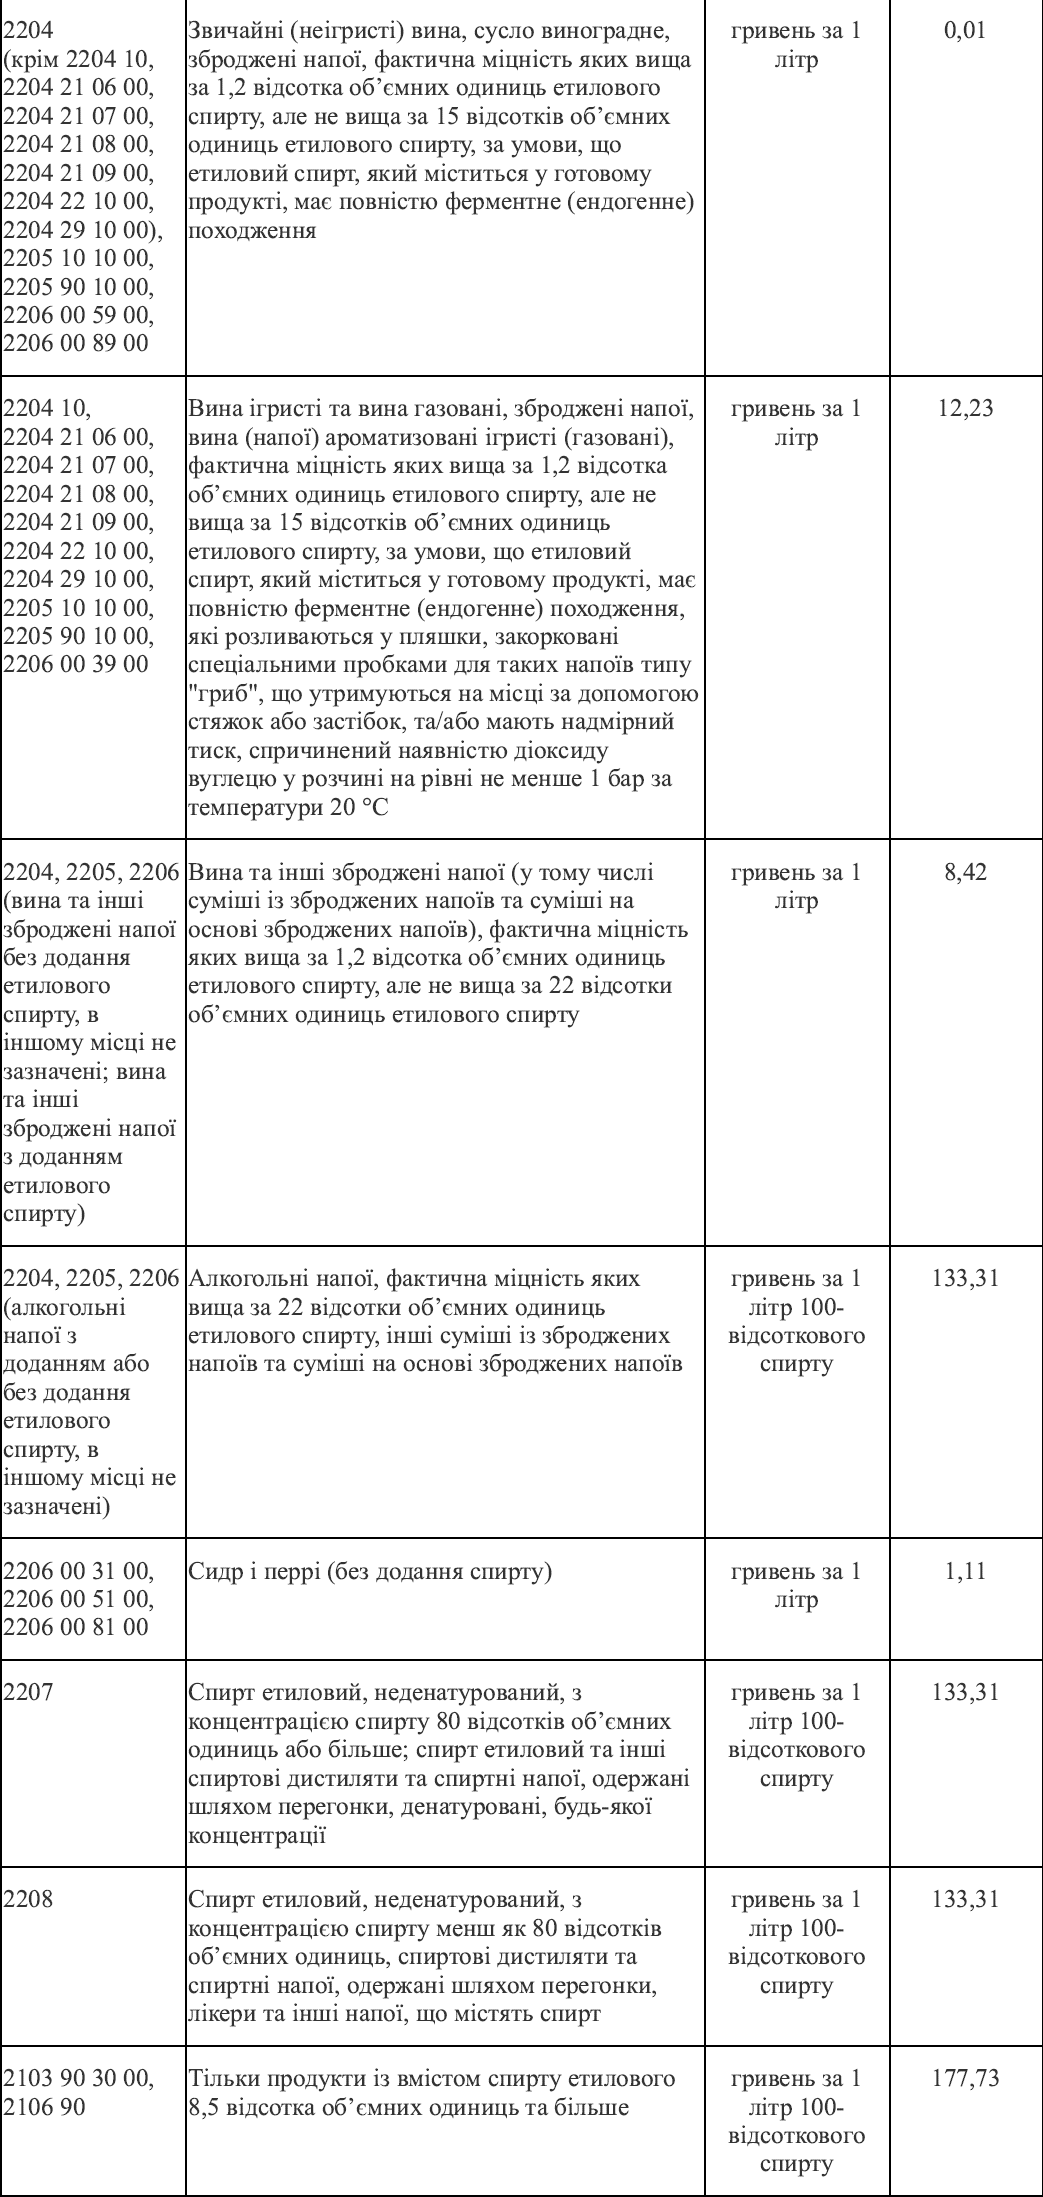 2204
(крім 2204 10,
2204 21 06 00,
2204 21 07 00,
2204 21 08 00,
2204 21 09 00,
2204 22 10 00,
2204 29 10 00),
2205 10 10 00,
2205 90 10 00,
2206 00 59 00,
2206 00 89 00
Звичайні (неігристі) вина, сусло виноградне,
зброджені напої, фактична міцність яких вища
за 1,2 відсотка об’ємних одиниць етилового
спирту, але не вища за 15 відсотків об’ємних
одиниць етилового спирту, за умови, що
етиловий спирт, який міститься у готовому
продукті, має повністю ферментне (ендогенне)
походження
гривень за 1
літр
0,01
2204 10,
2204 21 06 00,
2204 21 07 00,
2204 21 08 00,
2204 21 09 00,
2204 22 10 00,
2204 29 10 00,
2205 10 10 00,
2205 90 10 00,
2206 00 39 00
Вина ігристі та вина газовані, зброджені напої,
вина (напої) ароматизовані ігристі (газовані),
фактична міцність яких вища за 1,2 відсотка
об’ємних одиниць етилового спирту, але не
вища за 15 відсотків об’ємних одиниць
етилового спирту, за умови, що етиловий
спирт, який міститься у готовому продукті, має
повністю ферментне (ендогенне) походження,
які розливаються у пляшки, закорковані
спеціальними пробками для таких напоїв типу
"гриб", що утримуються на місці за допомогою
стяжок або застібок, та/або мають надмірний
тиск, спричинений наявністю діоксиду
вуглецю у розчині на рівні не менше 1 бар за
температури 20 °C
гривень за 1
літр
12,23
2204, 2205, 2206
(вина та інші
зброджені напої
без додання
етилового
спирту, в
іншому місці не
зазначені; вина
та інші
зброджені напої
з доданням
етилового
спирту)
Вина та інші зброджені напої (у тому числі
суміші із зброджених напоїв та суміші на
основі зброджених напоїв), фактична міцність
яких вища за 1,2 відсотка об’ємних одиниць
етилового спирту, але не вища за 22 відсотки
об’ємних одиниць етилового спирту
гривень за 1
літр
8,42
2204, 2205, 2206
(алкогольні
напої з
доданням або
без додання
етилового
спирту, в
іншому місці не
зазначені)
Алкогольні напої, фактична міцність яких
вища за 22 відсотки об’ємних одиниць
етилового спирту, інші суміші із зброджених
напоїв та суміші на основі зброджених напоїв
гривень за 1
літр 100-
відсоткового
спирту
133,31
2206 00 31 00,
2206 00 51 00,
2206 00 81 00
Сидр і перрі (без додання спирту)
гривень за 1
літр
1,11
2207
Спирт етиловий, неденатурований, з
концентрацією спирту 80 відсотків об’ємних
одиниць або більше; спирт етиловий та інші
спиртові дистиляти та спиртні напої, одержані
шляхом перегонки, денатуровані, будь-якої
концентрації
гривень за 1
літр 100-
відсоткового
спирту
133,31
2208
Спирт етиловий, неденатурований, з
концентрацією спирту менш як 80 відсотків
об’ємних одиниць, спиртові дистиляти та
спиртні напої, одержані шляхом перегонки,
лікери та інші напої, що містять спирт
гривень за 1
літр 100-
відсоткового
спирту
133,31
2103 90 30 00,
2106 90
Тільки продукти із вмістом спирту етилового
8,5 відсотка об’ємних одиниць та більше
гривень за 1
літр 100-
відсоткового
спирту
177,73